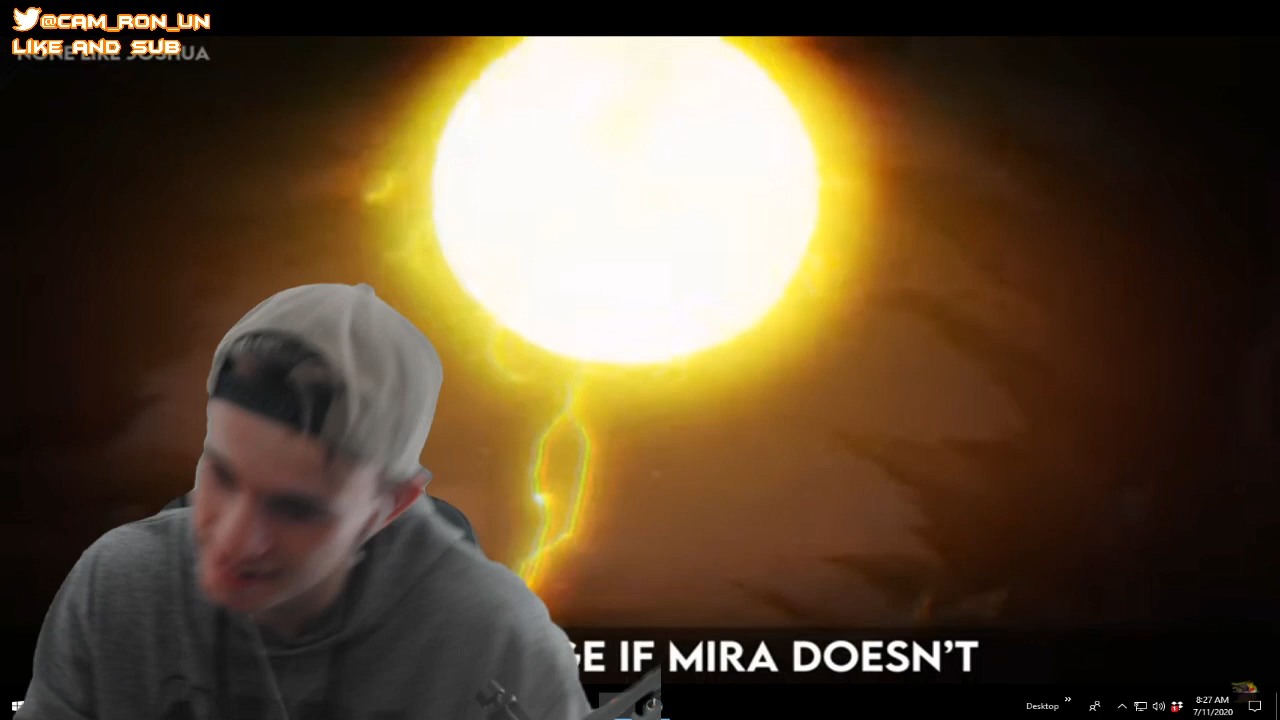 @CAM_RON_UN
LIKE AND SUB
NONE LIKE JOSHUA
GE IF MIRA DOESN'T
Desktop
8:27 AM
7/11/2020